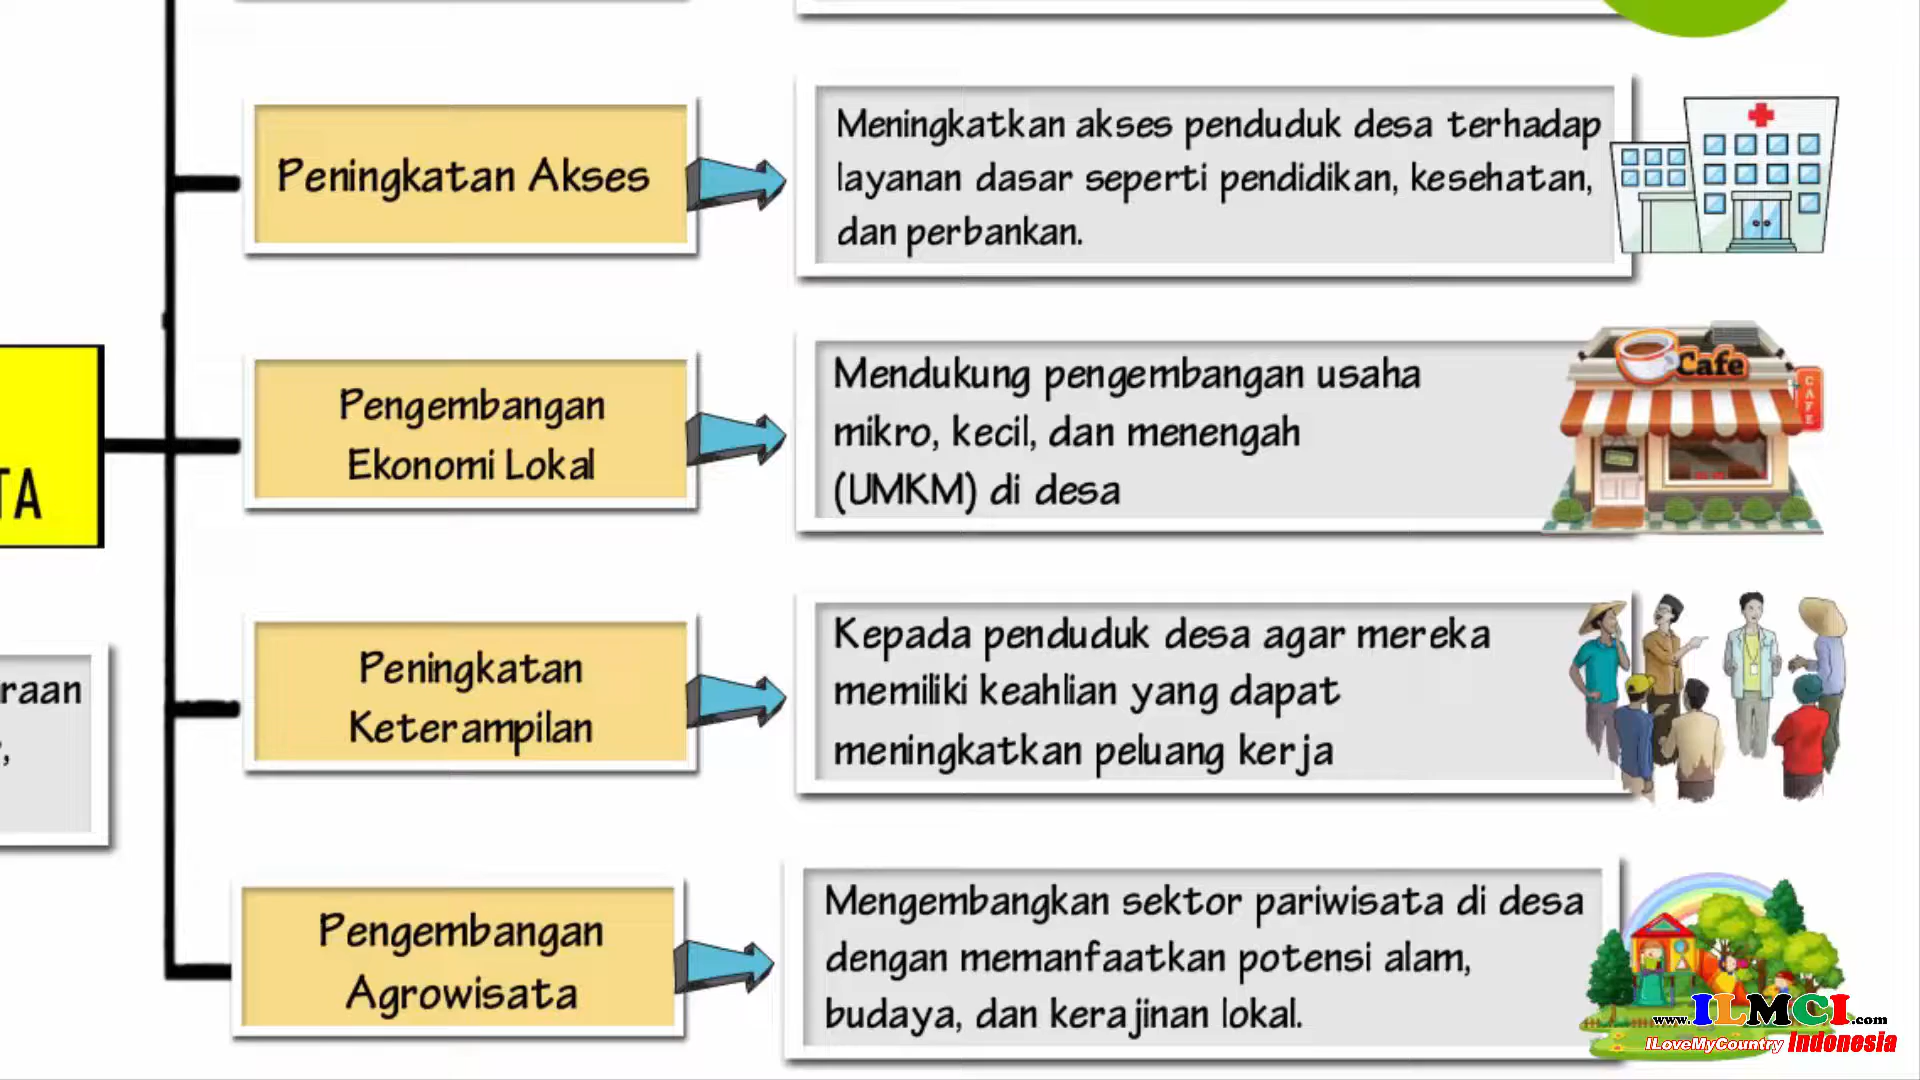 Peningkatan Akses
Meningkatkan akses penduduk desa terhadap
layanan dasar seperti pendidikan, kesehatan,
dan perbankan.
TA
Pengembangan
Ekonomi Lokal
Mendukung pengembangan usaha
mikro, kecil, dan menengah
(UMKM) di desa
Cafe
CAFE
raan
,
Peningkatan
Keterampilan
Kepada penduduk desa agar mereka
memiliki keahlian yang dapat
meningkatkan peluang kerja
Pengembangan
Agrowisata
Mengembangkan sektor pariwisata di desa
dengan memanfaatkan potensi alam,
budaya, dan kerajinan lokal.
www.ILMCI.com
ILoveMyCountry Indonesia